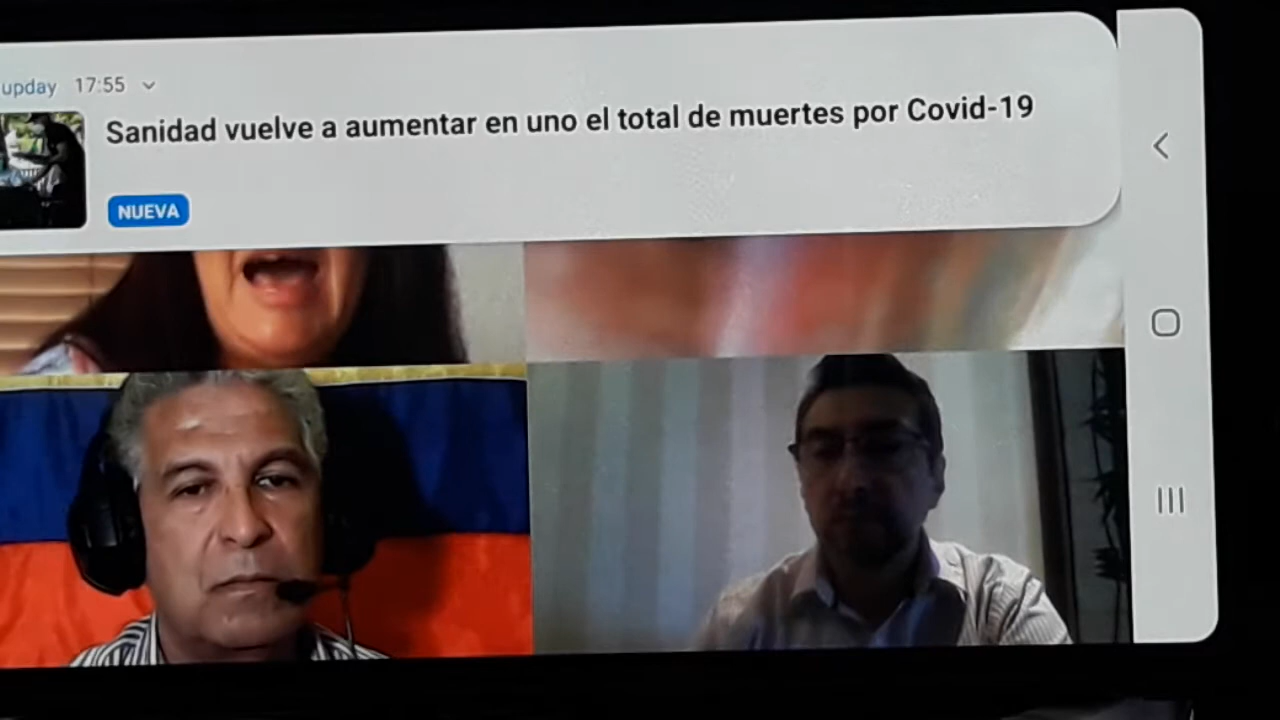 upday 17:55
Sanidad vuelve a aumentar en uno el total de muertes por Covid-19
NUEVA